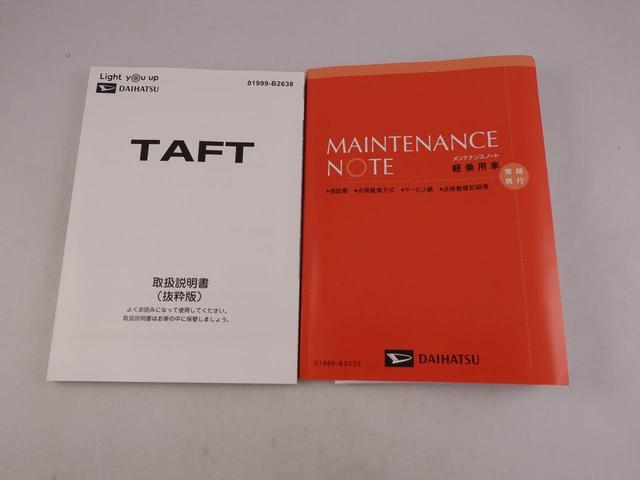 Light you up
DAIHATSU
01999-B2638
TAFT
取扱説明書
(抜粋版)
よくお読みになって使用してください。
取扱説明書はお車の中に保管しましょう。
MAINTENANCE
NOTE
メンテナンスノート
軽乗用車
常時
携行
●保証書 ●点検整備方式 ●サービス網 ●点検整備記録簿
DAIHATSU
01989-B2032